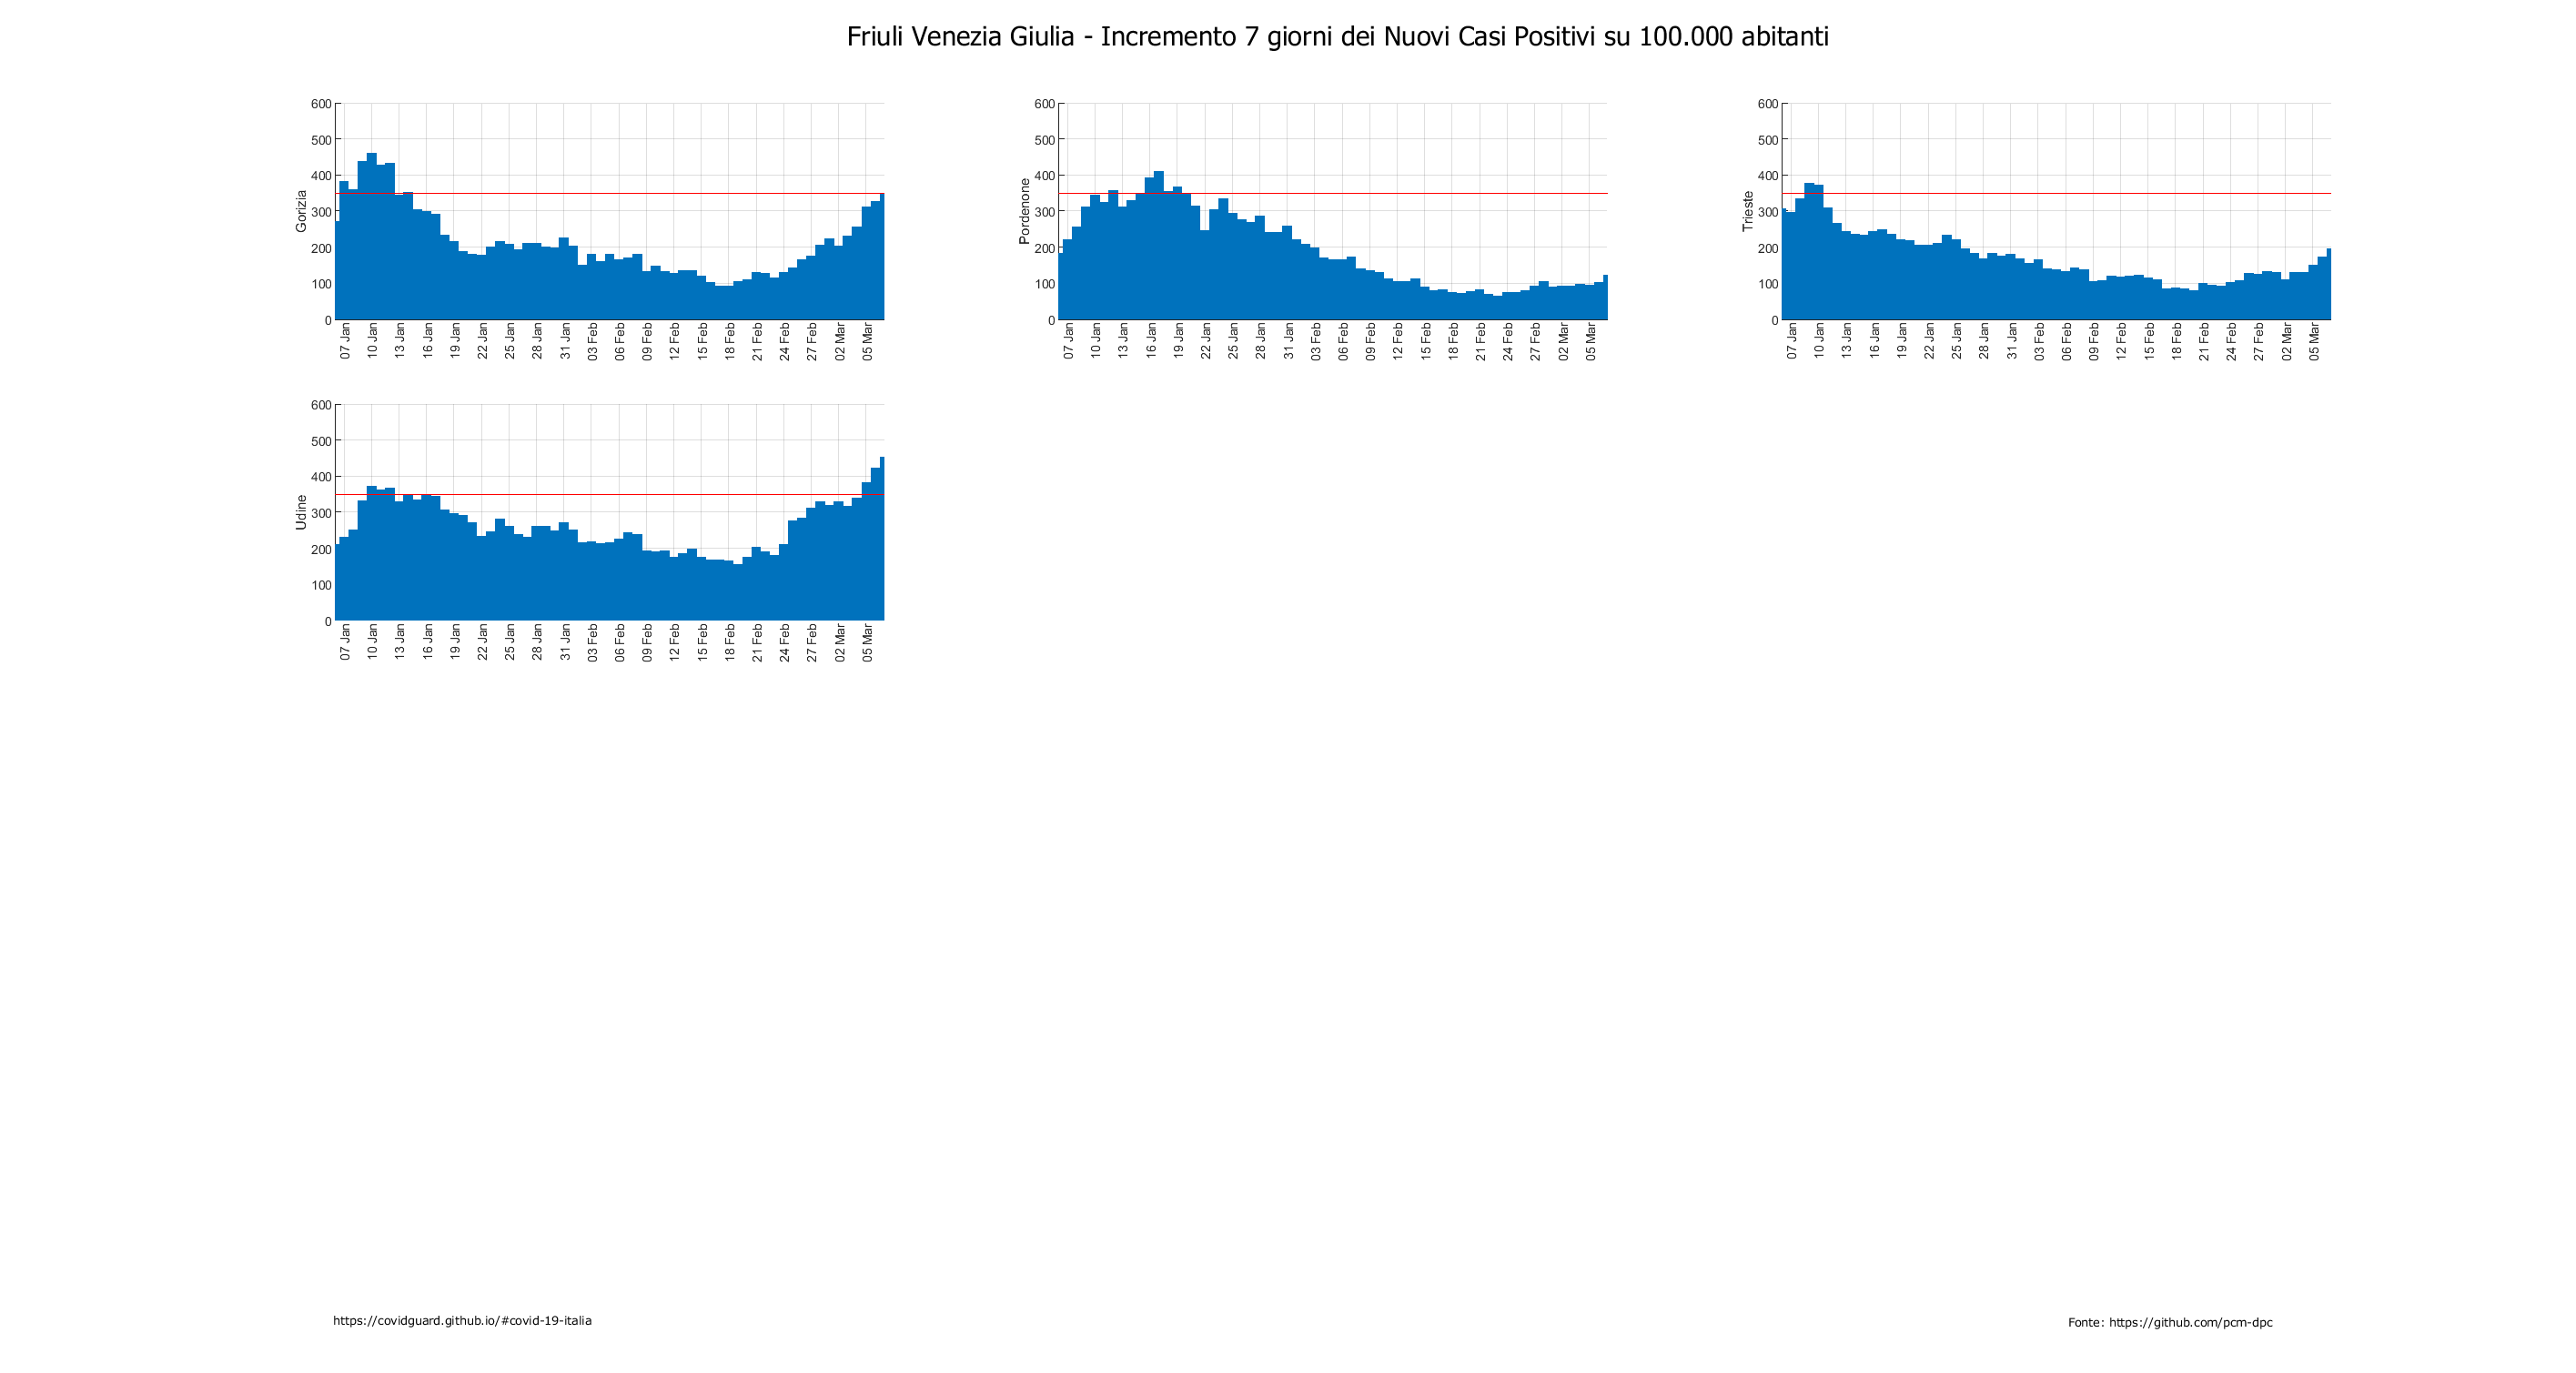 Friuli Venezia Giulia - Incremento 7 giorni dei Nuovi Casi Positivi su 100.000 abitanti
Gorizia
600
500
400
300
200
100
0
07 Jan 10 Jan 13 Jan 16 Jan 19 Jan 22 Jan 25 Jan 28 Jan 31 Jan 03 Feb 06 Feb 09 Feb 12 Feb 15 Feb 18 Feb 21 Feb 24 Feb 27 Feb 02 Mar 05 Mar
Pordenone
600
500
400
300
200
100
0
07 Jan 10 Jan 13 Jan 16 Jan 19 Jan 22 Jan 25 Jan 28 Jan 31 Jan 03 Feb 06 Feb 09 Feb 12 Feb 15 Feb 18 Feb 21 Feb 24 Feb 27 Feb 02 Mar 05 Mar
Trieste
600
500
400
300
200
100
0
07 Jan 10 Jan 13 Jan 16 Jan 19 Jan 22 Jan 25 Jan 28 Jan 31 Jan 03 Feb 06 Feb 09 Feb 12 Feb 15 Feb 18 Feb 21 Feb 24 Feb 27 Feb 02 Mar 05 Mar
Udine
600
500
400
300
200
100
0
07 Jan 10 Jan 13 Jan 16 Jan 19 Jan 22 Jan 25 Jan 28 Jan 31 Jan 03 Feb 06 Feb 09 Feb 12 Feb 15 Feb 18 Feb 21 Feb 24 Feb 27 Feb 02 Mar 05 Mar
https://covidguard.github.io/#covid-19-italia
Fonte: https://github.com/pcm-dpc